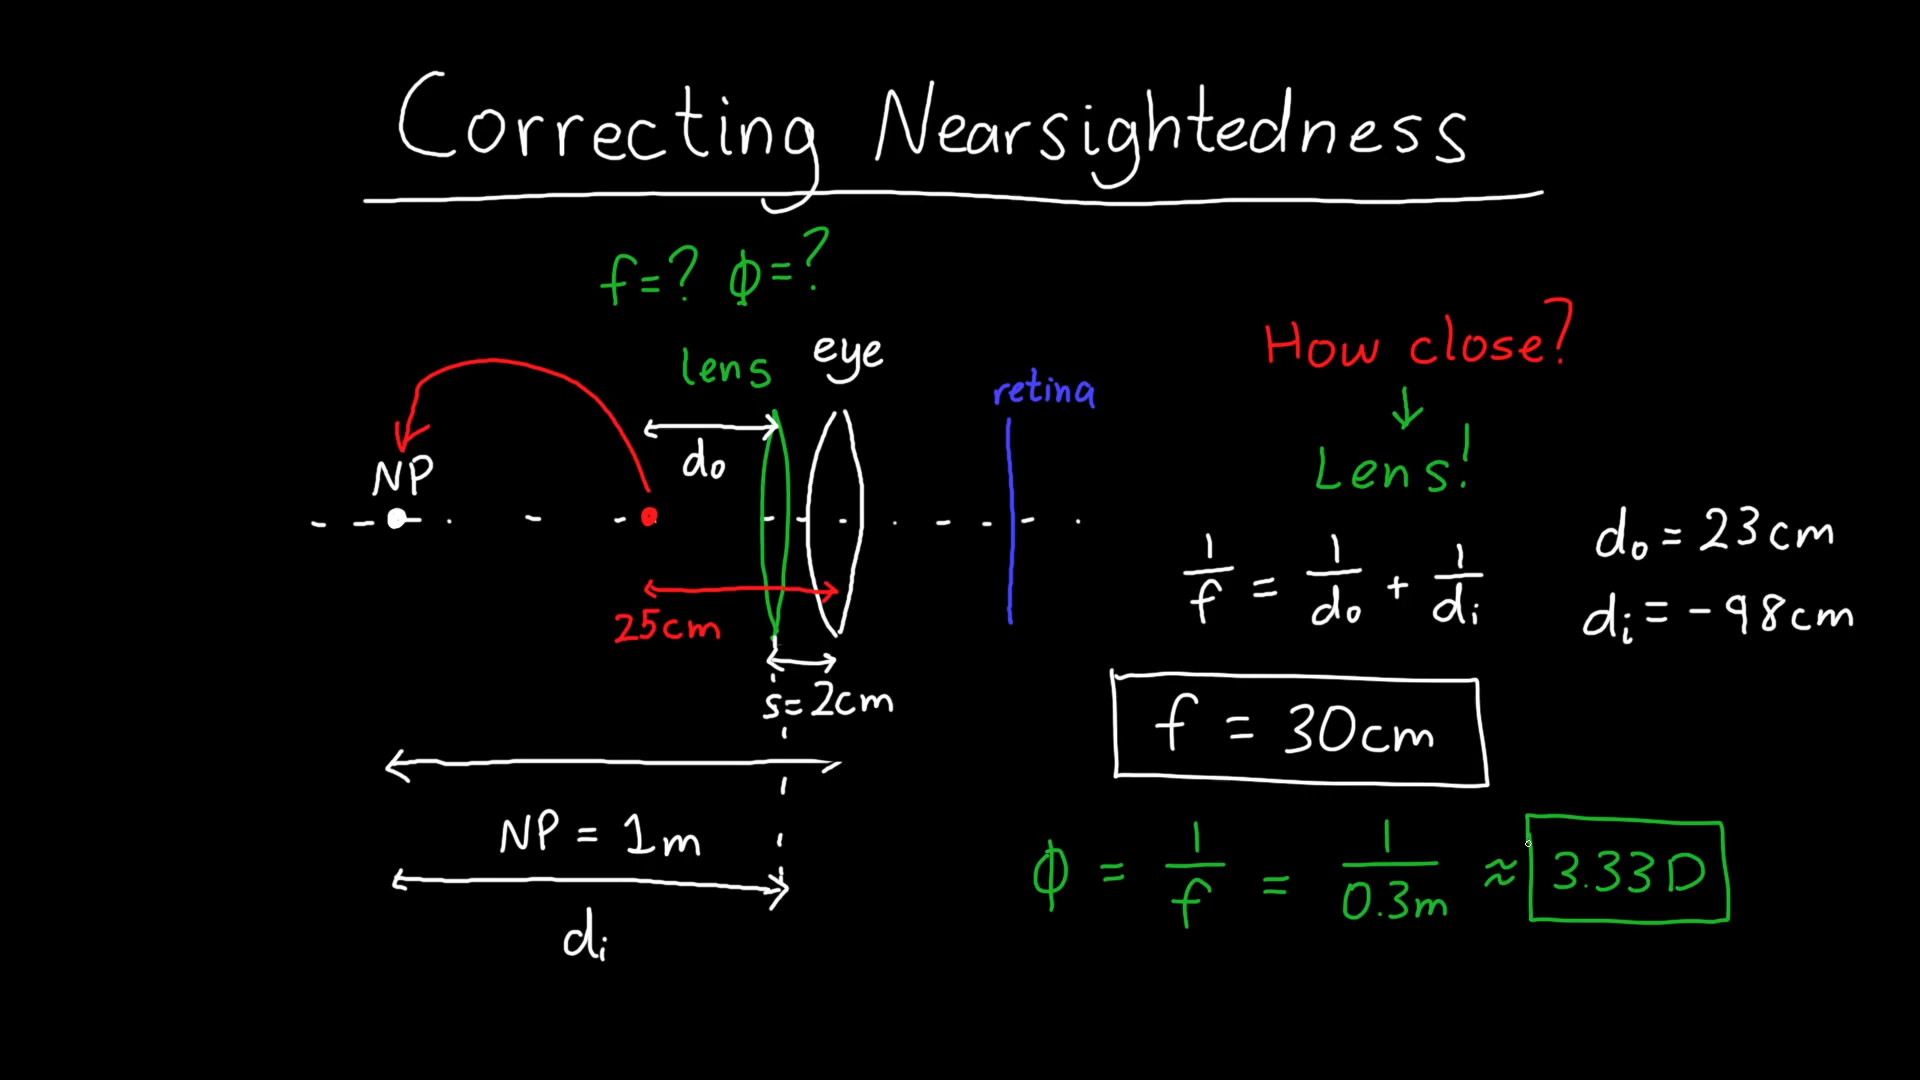 Correcting Nearsightedness
f=? ϕ=?
lens
eye
retina
NP
do
25cm
s=2cm
NP = 1m
di
How close?
↓
Lens!
1/f = 1/do + 1/di
do = 23cm
di = -98cm
f = 30cm
ϕ = 1/f = 1/0.3m ≈ 3.33D